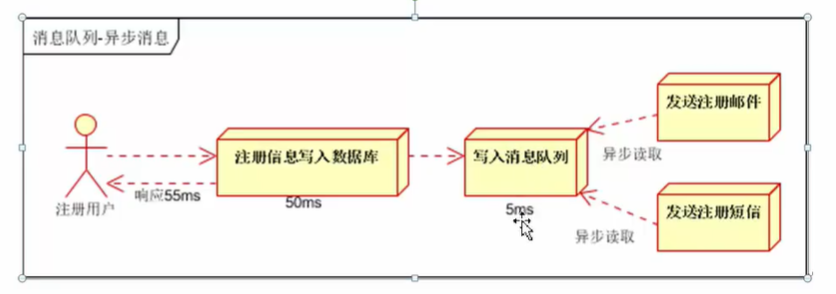 消息队列-异步消息
发送注册邮件
注册信息写入数据库
写入消息队列
异步读取
响应55ms
注册用户
50ms
5ms
发送注册短信
异步读取